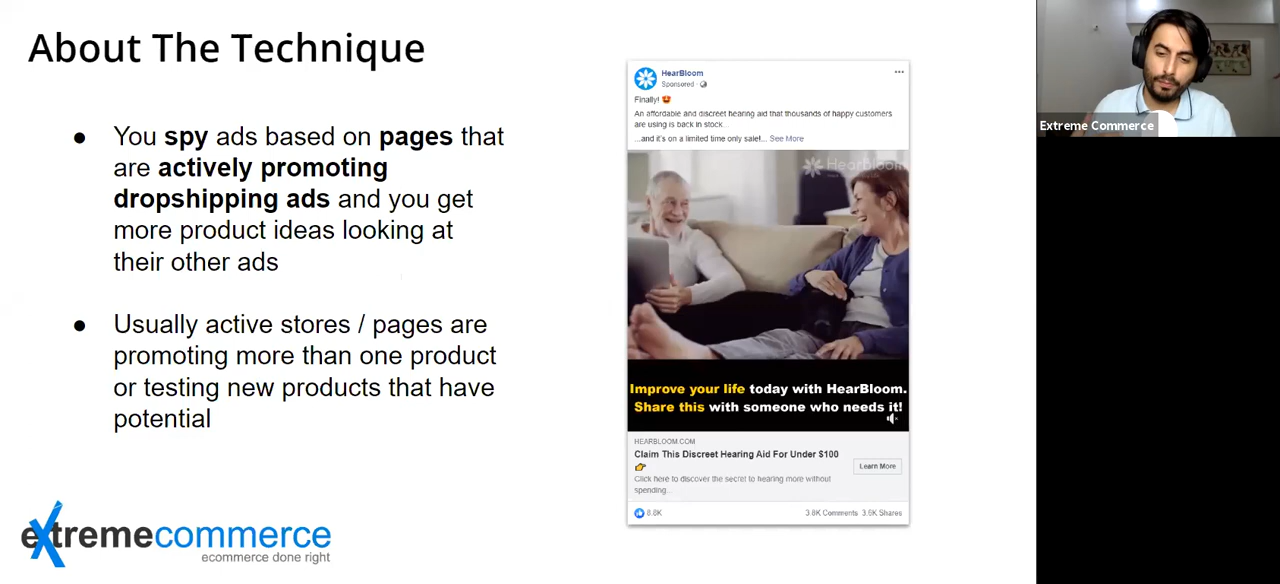 About The Technique
● You spy ads based on pages that
are actively promoting
dropshipping ads and you get
more product ideas looking at
their other ads
● Usually active stores / pages are
promoting more than one product
or testing new products that have
potential
extremecommerce
ecommerce done right
HearBloom
Sponsored ·
Finally! 🤩
An affordable and discreet hearing aid that thousands of happy customers
are using is back in stock...
...and it's on a limited time only sale!... See More
HearBloom
Improve your life today with HearBloom.
Share this with someone who needs it!
HEARBLOOM.COM
Claim This Discreet Hearing Aid For Under $100
👉
Click here to discover the secret to hearing more without
spending...
Learn More
8.8K
3.8K Comments 3.6K Shares
Extreme Commerce